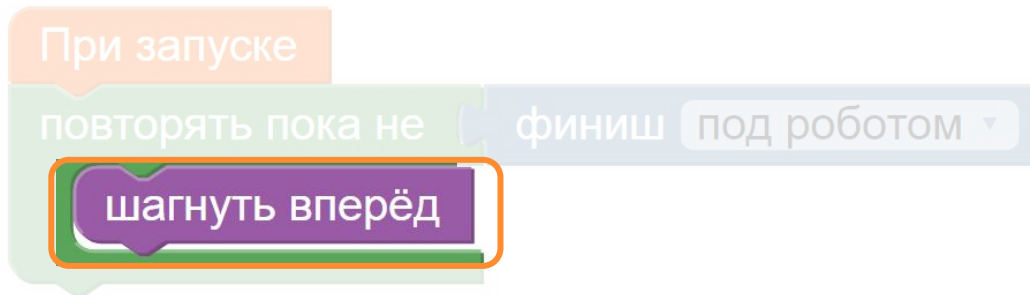 При запуске
повторять пока не финиш под роботом
шагнуть вперёд